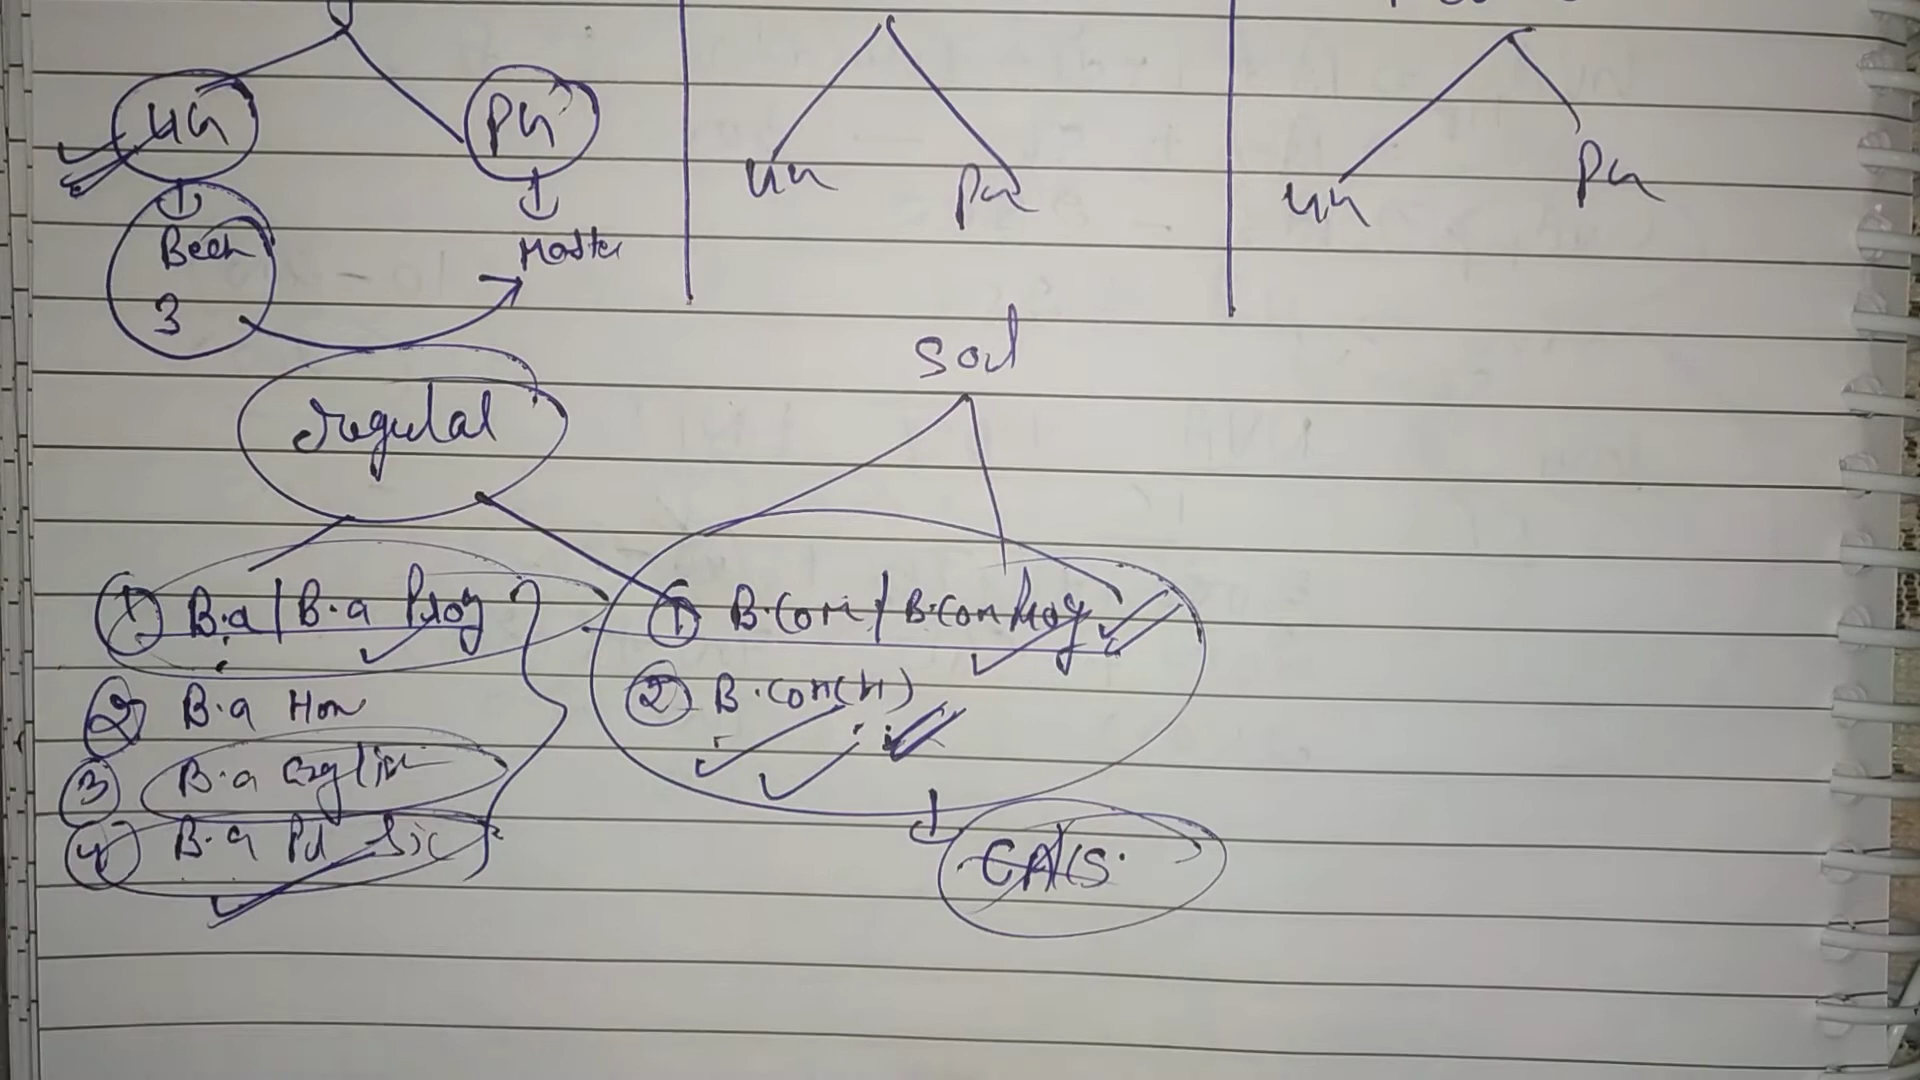 UG
PG
UG
PG
UG
PG
Bech
Master
3
regular
Sol
① B.a / B.a Prog
① B.Com / B.Com Prog
② B.a Hon
② B.Com(H)
③ B.a English
④ B.a Pol Sic
CA/CS.